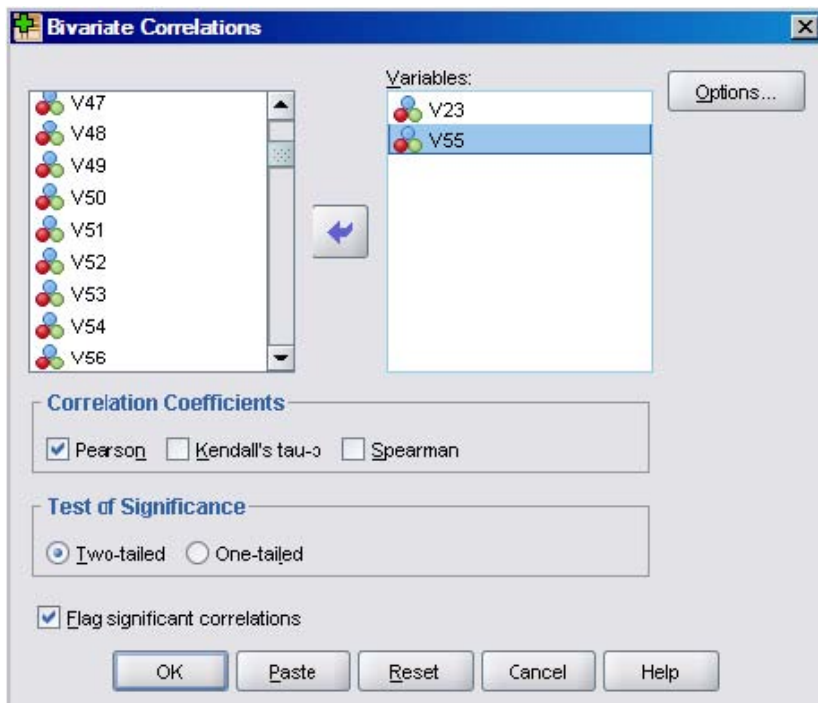 Bivariate Correlations
Variables:
V47
V48
V49
V50
V51
V52
V53
V54
V56
V23
V55
Options...
Correlation Coefficients
Pearson Kendall's tau-b Spearman
Test of Significance
Two-tailed One-tailed
Flag significant correlations
OK Paste Reset Cancel Help